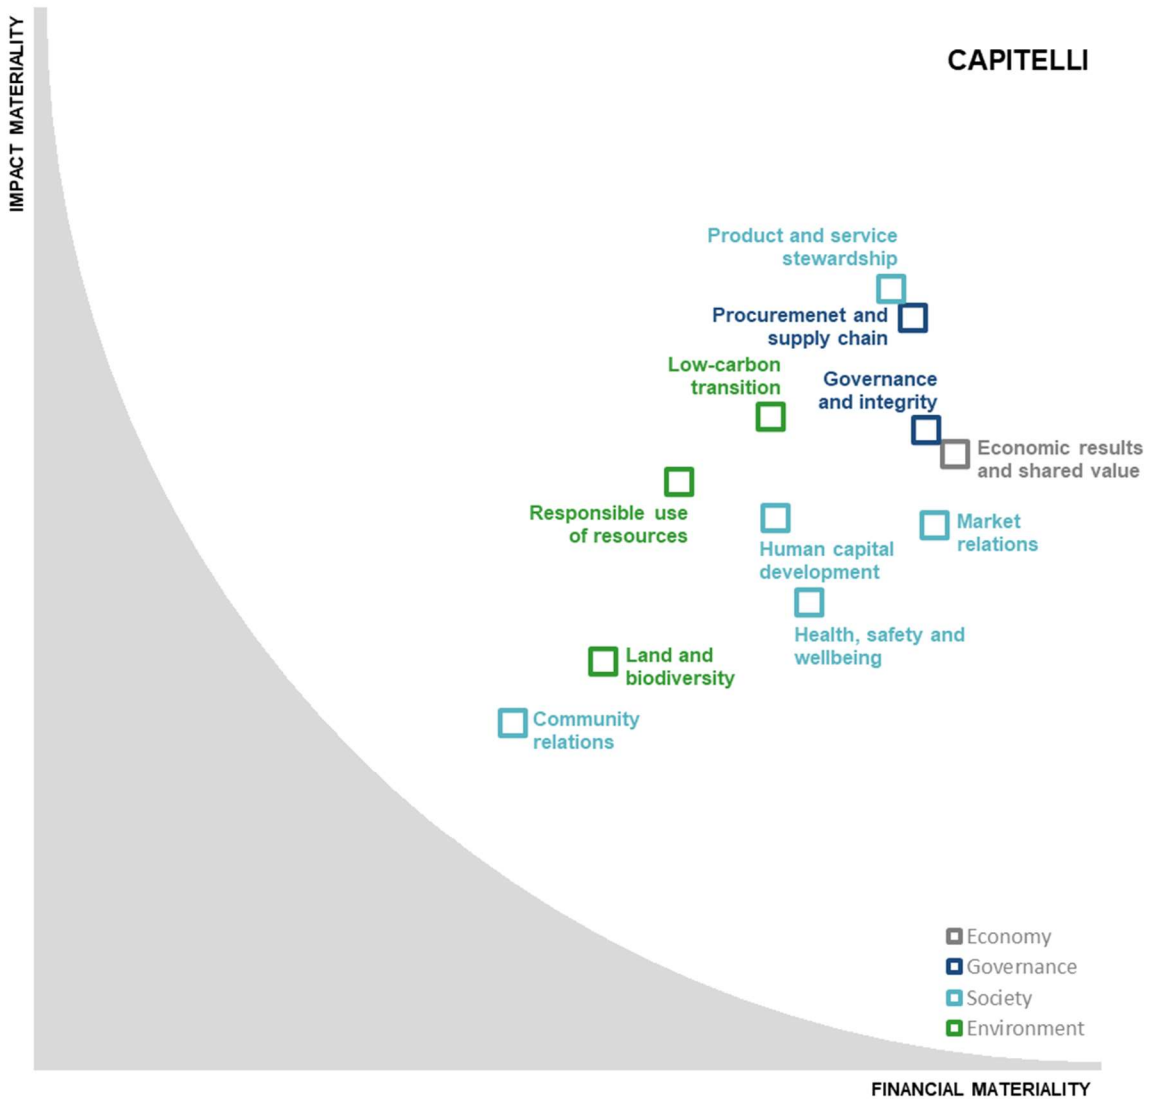 IMPACT MATERIALITY
CAPITELLI
Product and service
stewardship
Procuremenet and
supply chain
Low-carbon
transition
Governance
and integrity
Economic results
and shared value
Responsible use
of resources
Market
relations
Human capital
development
Health, safety and
wellbeing
Land and
biodiversity
Community
relations
Economy
Governance
Society
Environment
FINANCIAL MATERIALITY